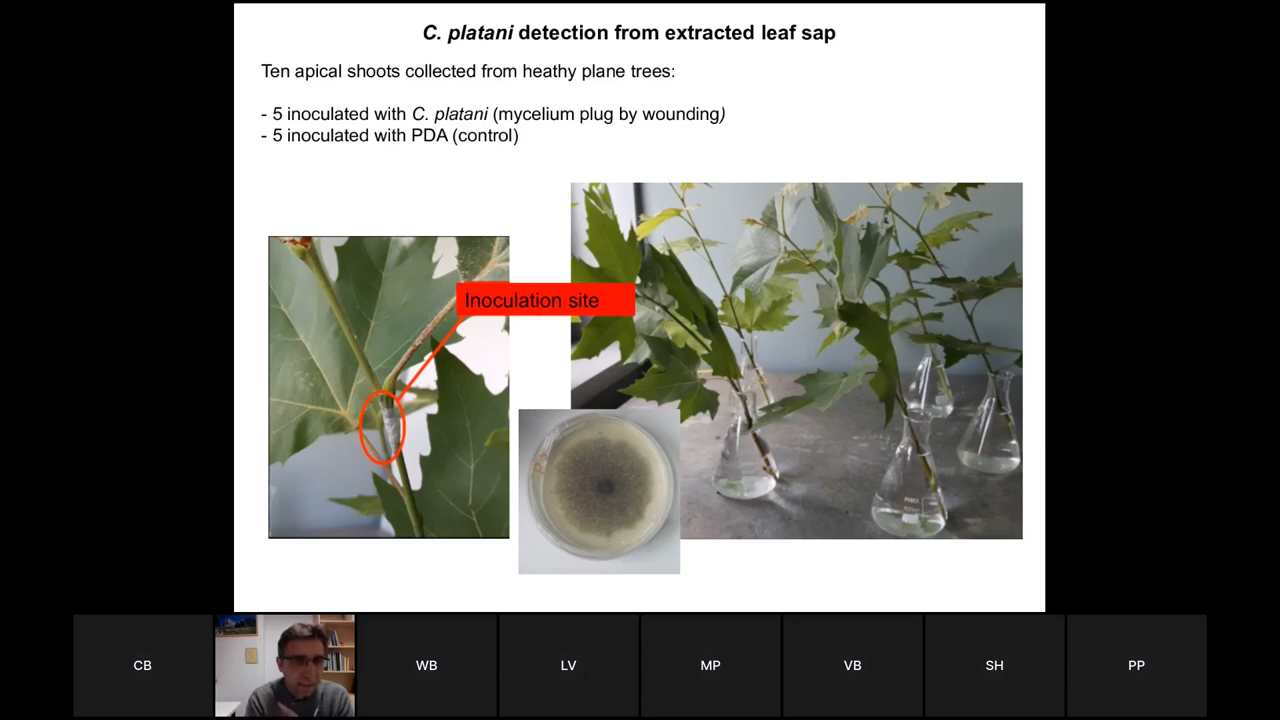 C. platani detection from extracted leaf sap
Ten apical shoots collected from heathy plane trees:
- 5 inoculated with C. platani (mycelium plug by wounding)
- 5 inoculated with PDA (control)
Inoculation site
PYREX
CB
WB
LV
MP
VB
SH
PP